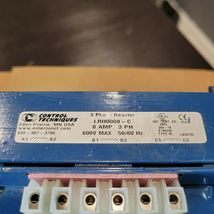 CONTROL TECHNIQUES
Eden Prairie, MN USA
www.emersonct.com
800-367-3786
3 Phase Reactor
LRH0008-C
8 AMP 3 PH
600V MAX 50/60 Hz
A1 A2
B1 B2
C1 C2